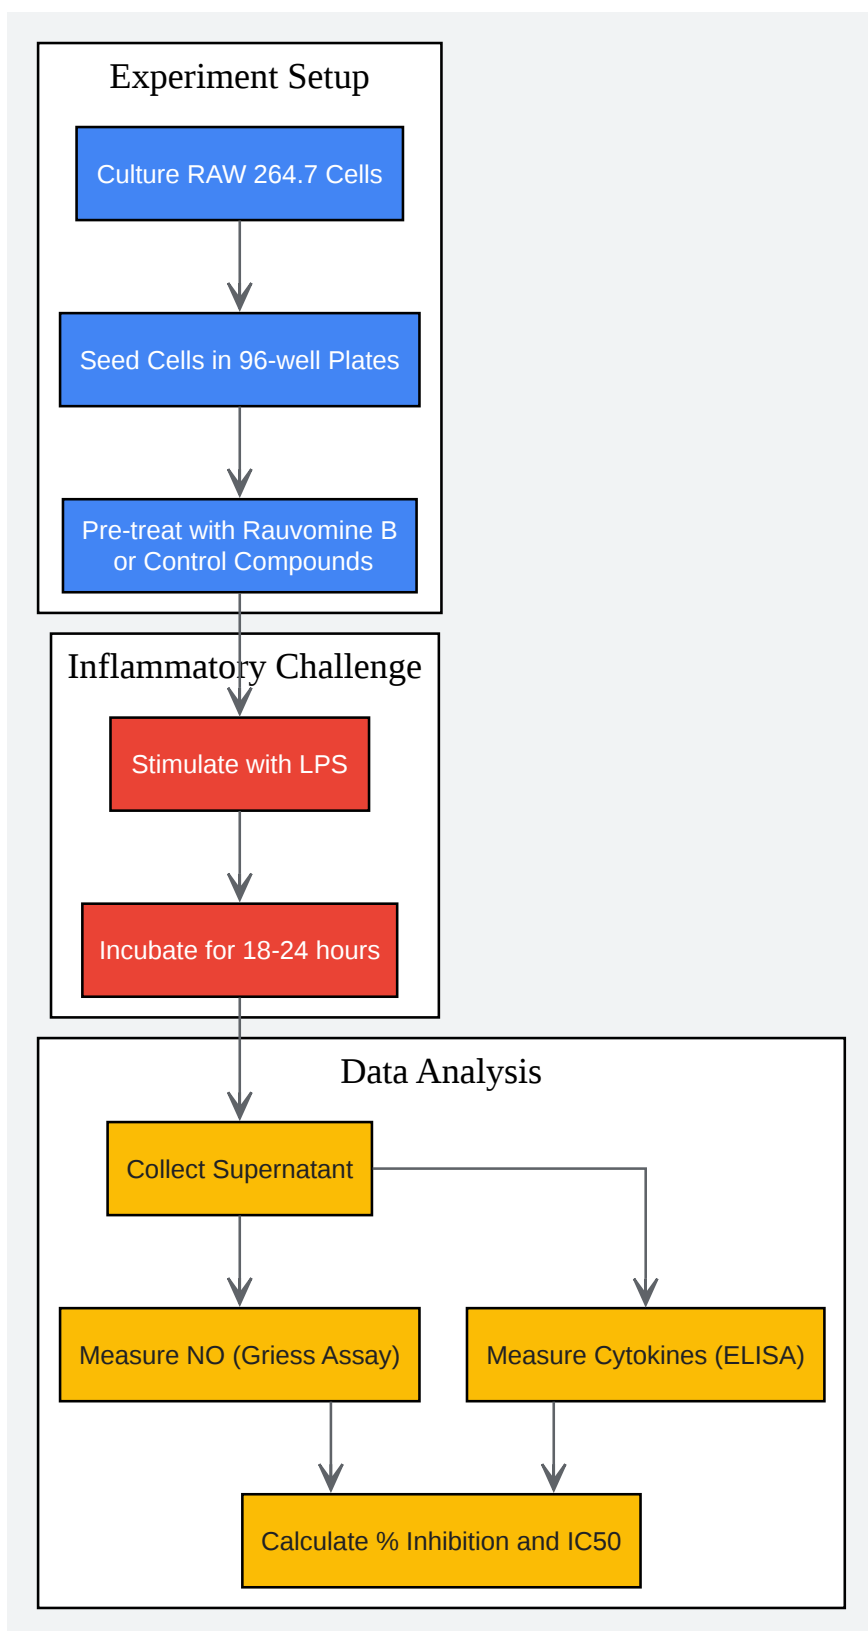 Experiment Setup
Culture RAW 264.7 Cells
Seed Cells in 96-well Plates
Pre-treat with Rauvomine B
or Control Compounds
Inflammatory Challenge
Stimulate with LPS
Incubate for 18-24 hours
Data Analysis
Collect Supernatant
Measure NO (Griess Assay)
Measure Cytokines (ELISA)
Calculate % Inhibition and IC50